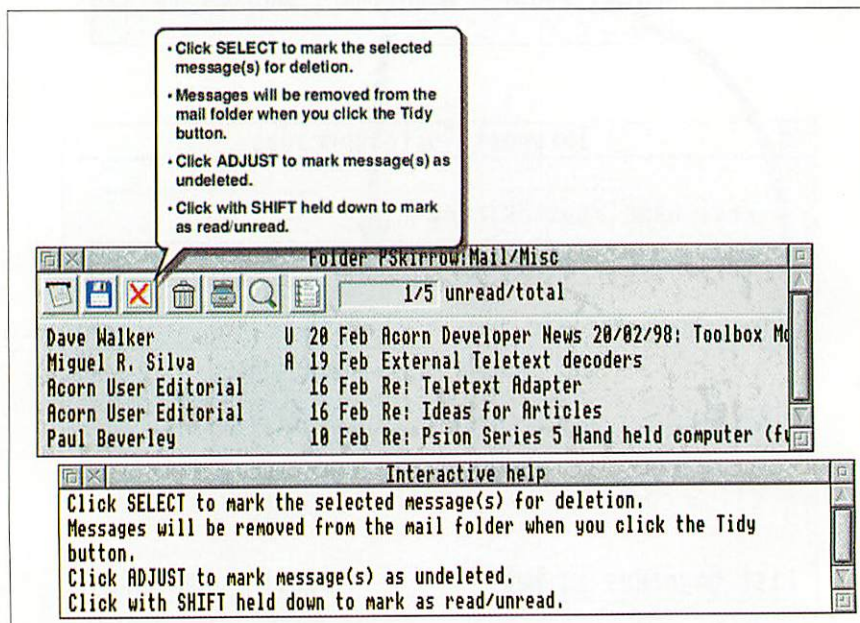 • Click SELECT to mark the selected
message(s) for deletion.
• Messages will be removed from the
mail folder when you click the Tidy
button.
• Click ADJUST to mark message(s) as
undeleted.
• Click with SHIFT held down to mark
as read/unread.
Folder PSkirrow:Mail/Misc
1/5 unread/total
Dave Walker U 20 Feb Acorn Developer News 20/02/98: Toolbox Mo
Miguel R. Silva A 19 Feb External Teletext decoders
Acorn User Editorial 16 Feb Re: Teletext Adapter
Acorn User Editorial 16 Feb Re: Ideas for Articles
Paul Beverley 10 Feb Re: Psion Series 5 Hand held computer (fw
Interactive help
Click SELECT to mark the selected message(s) for deletion.
Messages will be removed from the mail folder when you click the Tidy
button.
Click ADJUST to mark message(s) as undeleted.
Click with SHIFT held down to mark as read/unread.